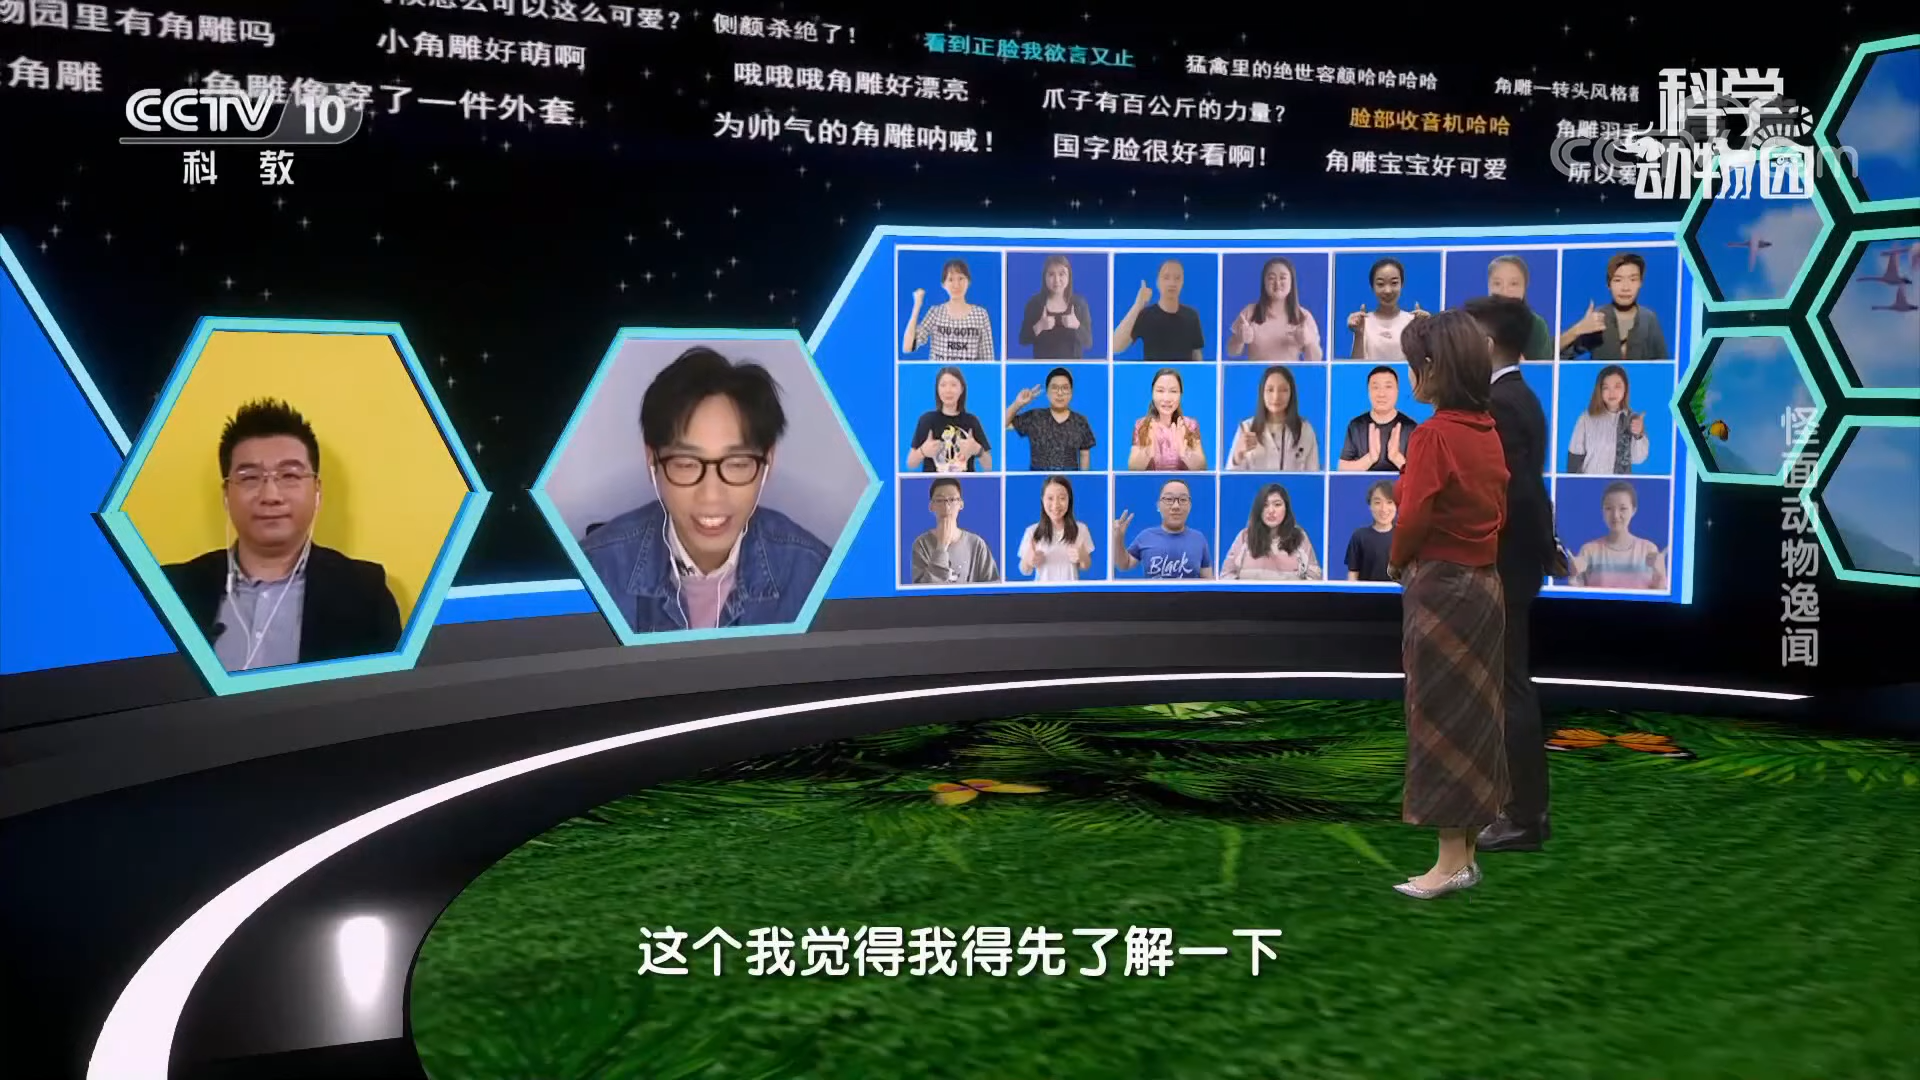 物园里有角雕吗
怎么可以这么可爱？
侧颜杀绝了！
看到正脸我欲言又止
猛禽里的绝世容颜哈哈哈哈
角雕一转头风格
小角雕好萌啊
哦哦哦角雕好漂亮
爪子有百公斤的力量？
脸部收音机哈哈
角雕
角雕像穿了一件外套
为帅气的角雕呐喊！
国字脸很好看啊！
角雕宝宝好可爱
所以
CCTV 10
科 教
科学
动物园
怪面动物逸闻
RISK
Black
这个我觉得我得先了解一下